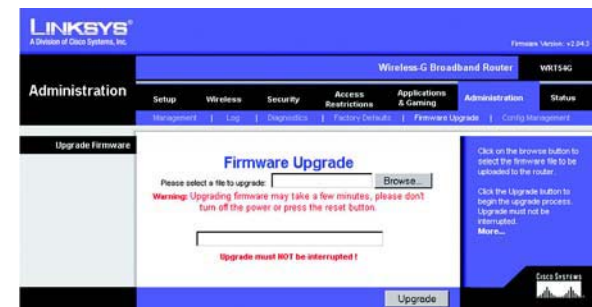 LINKSYS®
A Division of Cisco Systems, Inc.
Firmware Version: v2.04.3
Wireless-G Broadband Router WRT54G
Administration
Setup Wireless Security Access Restrictions Applications & Gaming Administration Status
Management | Log | Diagnostics | Factory Defaults | Firmware Upgrade | Config Management
Upgrade Firmware
Firmware Upgrade
Please select a file to upgrade: Browse...
Warning: Upgrading firmware may take a few minutes, please don't
turn off the power or press the reset button.
Upgrade must NOT be interrupted !
Click on the browse button to
select the firmware file to be
uploaded to the
router.
Click the Upgrade button to
begin the upgrade process.
Upgrade must not be
interrupted.
More...
Upgrade
CISCO SYSTEMS